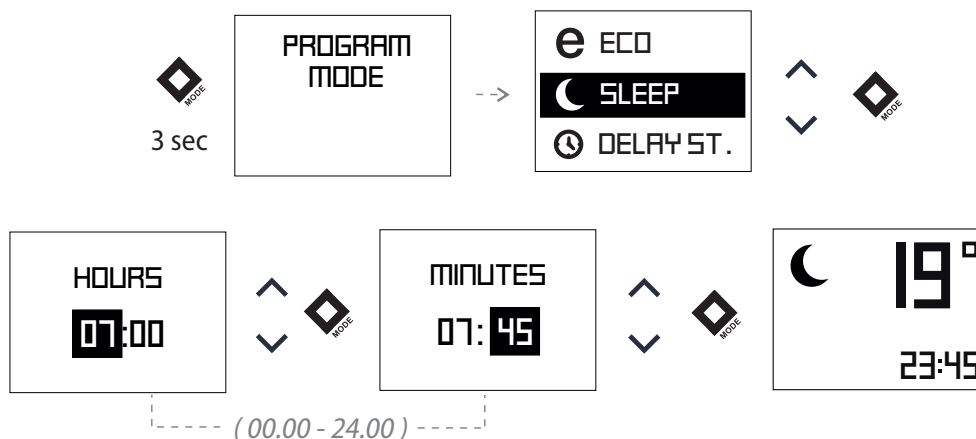 PROGRAM
MODE
MODE
3 sec
e ECO
SLEEP
DELAY ST.
MODE
HOURS
07:00
MODE
MINUTES
07:45
MODE
19°
23:45
( 00.00 - 24.00 )